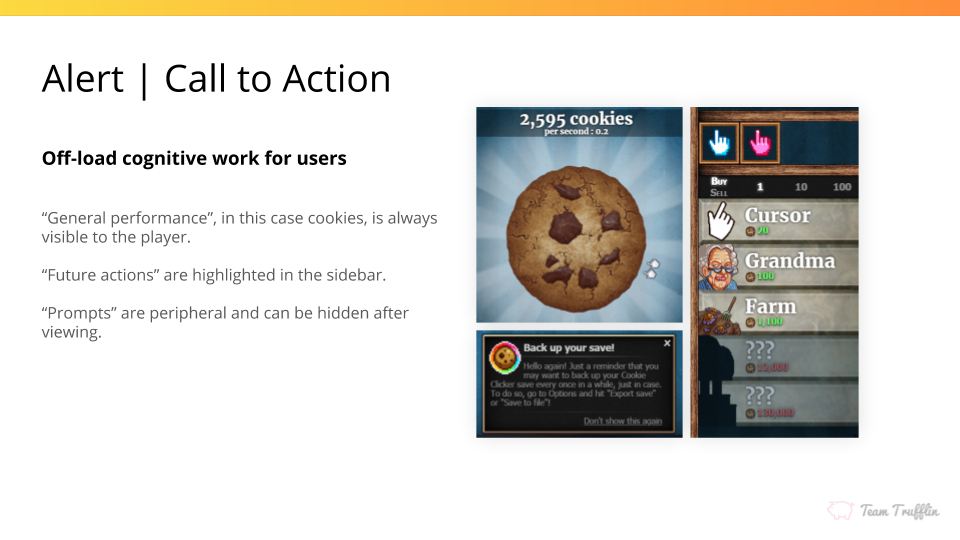 Alert | Call to Action
Off-load cognitive work for users
“General performance”, in this case cookies, is always
visible to the player.
“Future actions” are highlighted in the sidebar.
“Prompts” are peripheral and can be hidden after
viewing.
2,595 cookies
per second : 0.2
Back up your save!
x
Hello again! Just a reminder that you
may want to back up your Cookie
Clicker save every once in a while, just in case.
To do so, go to Options and hit "Export save"
or "Save to file"!
Don't show this again
Buy
Sell
1 10 100
Cursor
20
Grandma
100
Farm
1,100
???
12,000
???
130,000
Team Trufflin